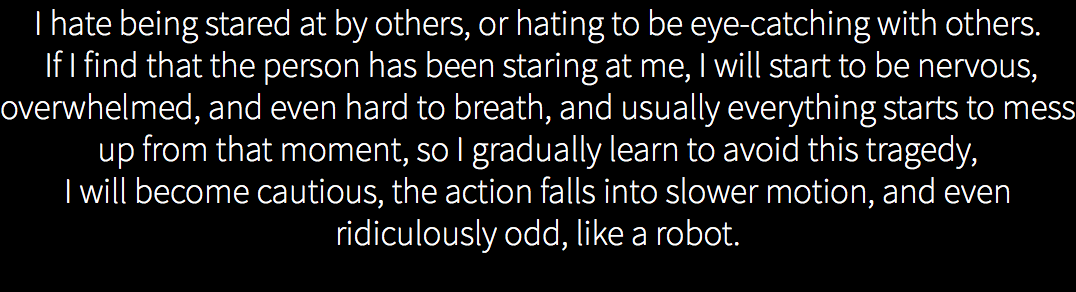 I hate being stared at by others, or hating to be eye-catching with others.
If I find that the person has been staring at me, I will start to be nervous,
overwhelmed, and even hard to breath, and usually everything starts to mess
up from that moment, so I gradually learn to avoid this tragedy,
I will become cautious, the action falls into slower motion, and even
ridiculously odd, like a robot.